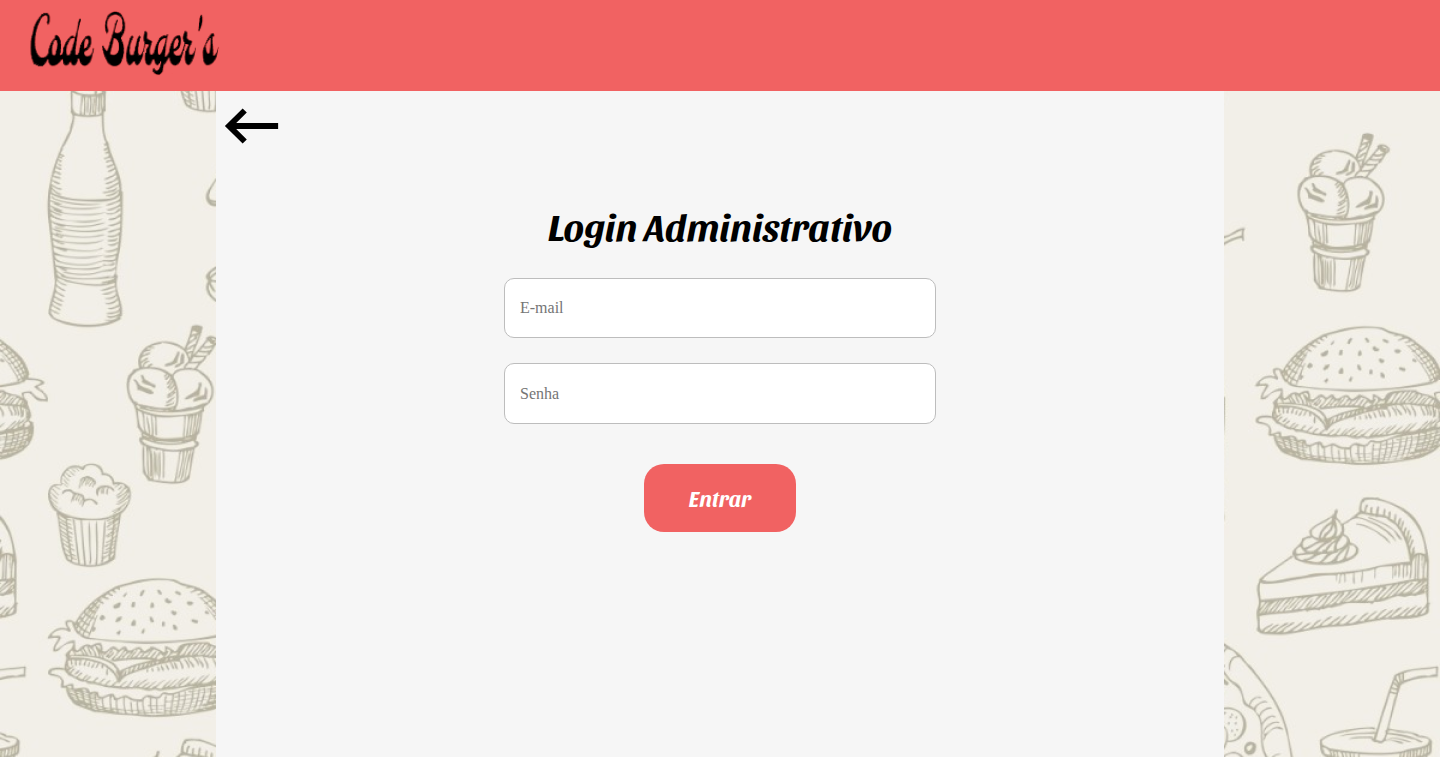 Code Burger's
Login Administrativo
E-mail
Senha
Entrar